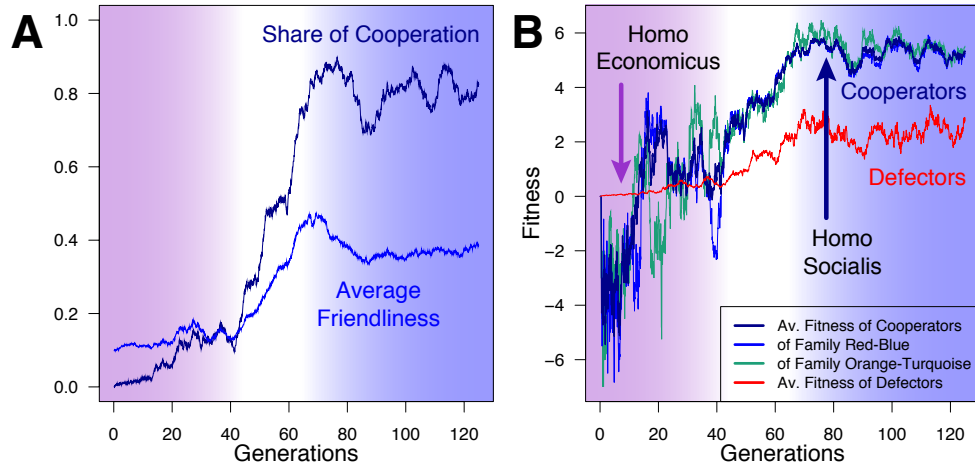 A
Share of Cooperation
Average
Friendliness
1.0
0.8
0.6
0.4
0.2
0.0
0 20 40 60 80 100 120
Generations
B
Homo
Economicus
Cooperators
Defectors
Homo
Socialis
Fitness
6
4
2
0
-2
-4
-6
Av. Fitness of Cooperators
of Family Red-Blue
of Family Orange-Turquoise
Av. Fitness of Defectors
0 20 40 60 80 100 120
Generations